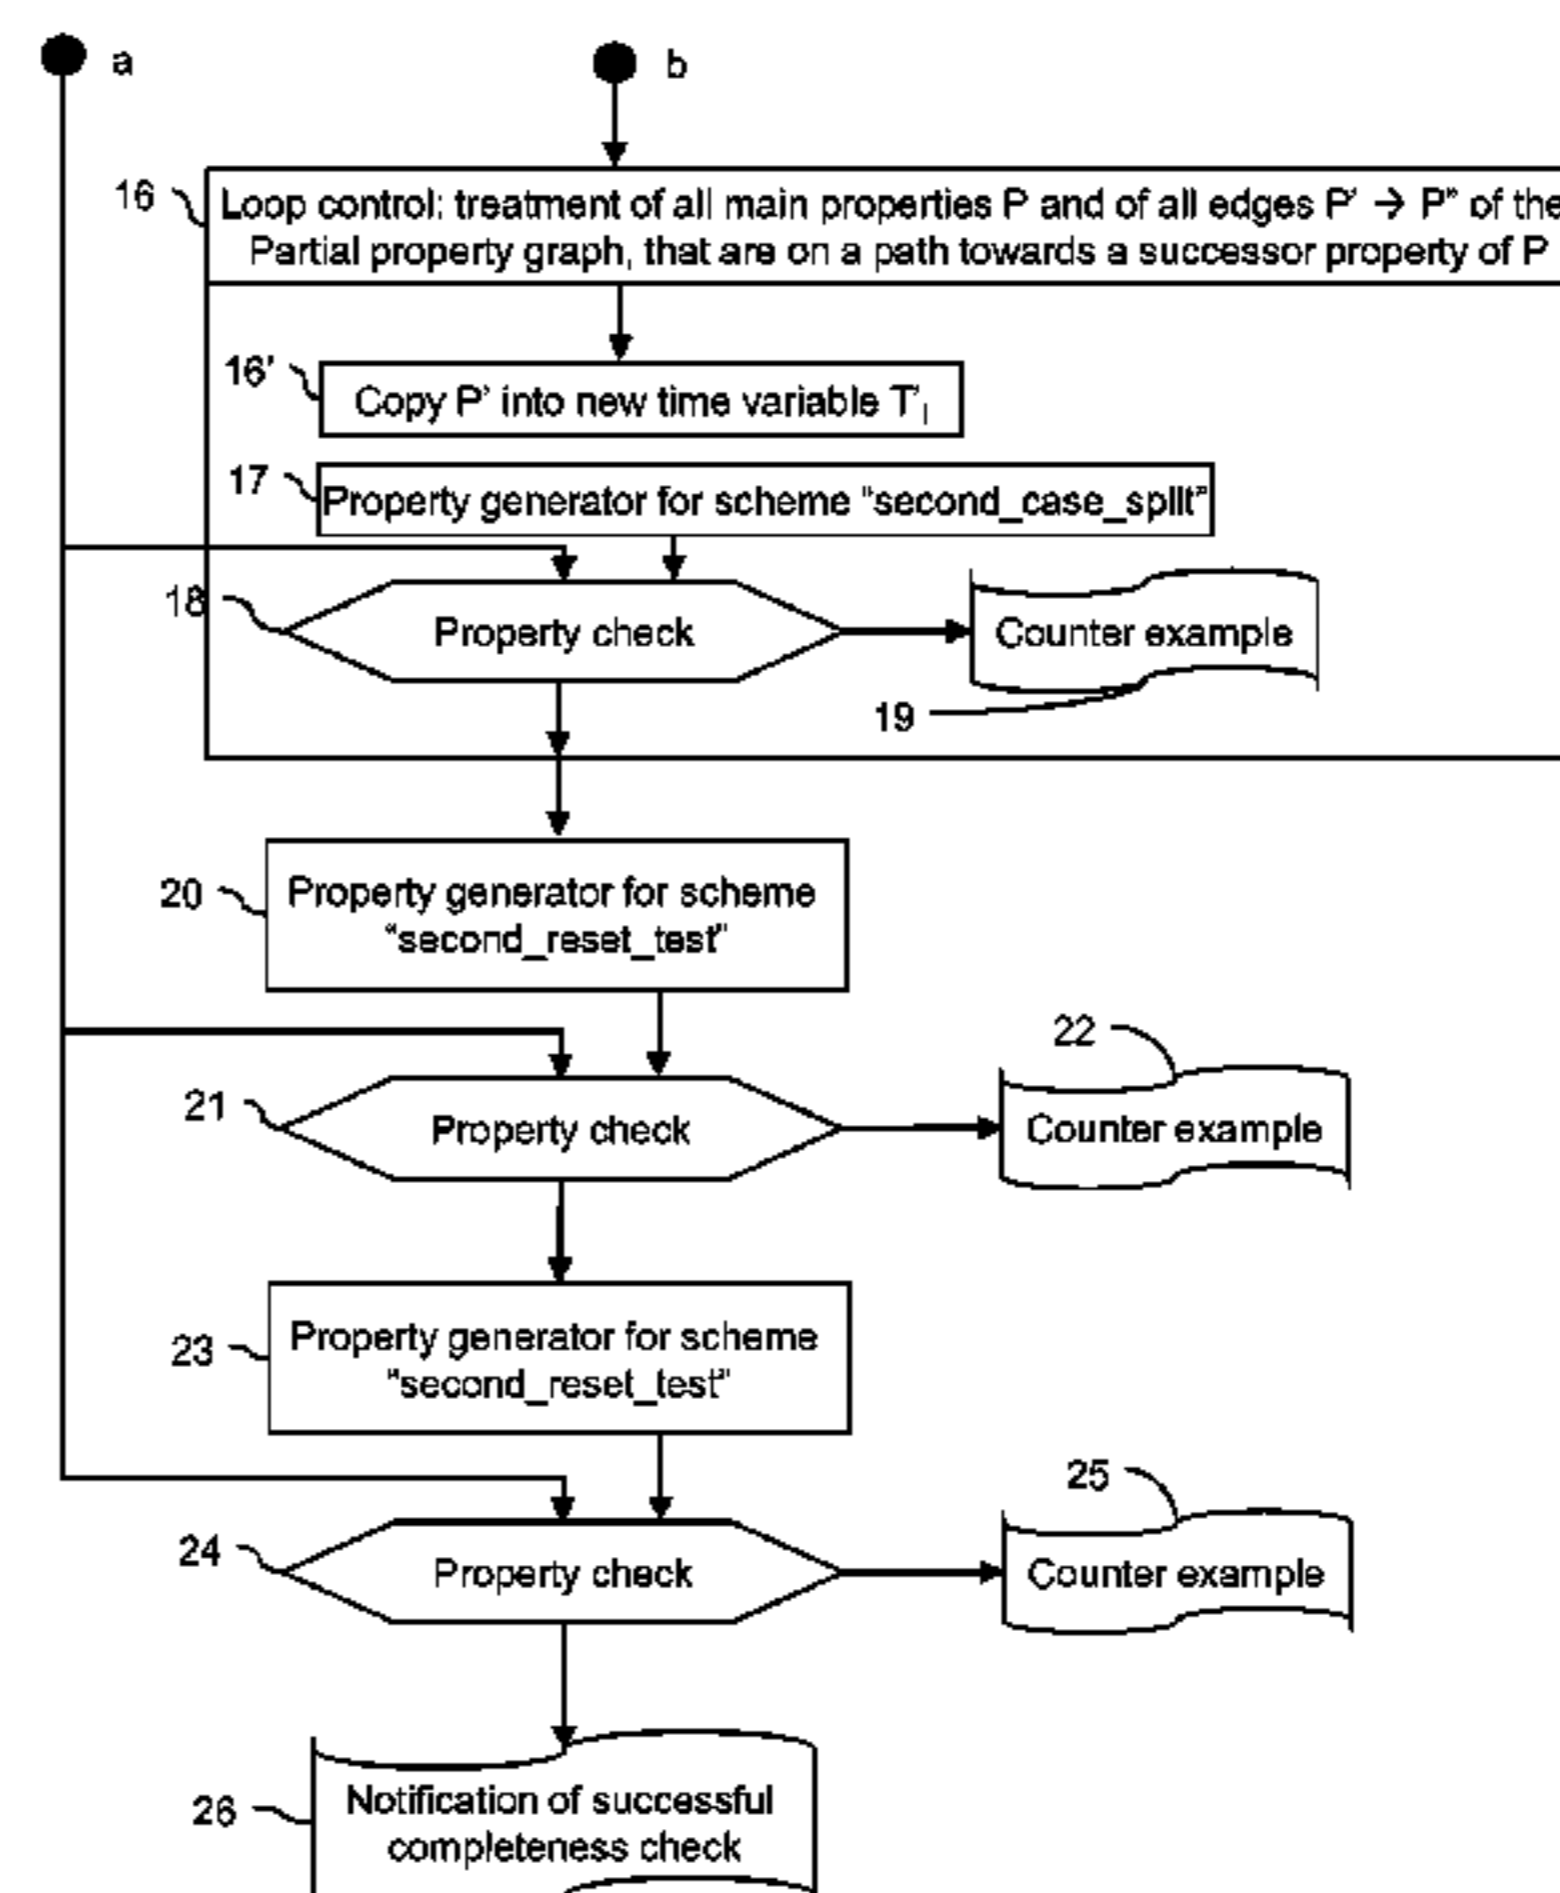 a
b
16
Loop control: treatment of all main properties P and of all edges P' → P" of the
Partial property graph, that are on a path towards a successor property of P
16'
Copy P' into new time variable T'l
17
Property generator for scheme "second_case_split"
18
Property check
Counter example
19
20
Property generator for scheme
"second_reset_test"
22
21
Property check
Counter example
23
Property generator for scheme
"second_reset_test"
25
24
Property check
Counter example
26
Notification of successful
completeness check